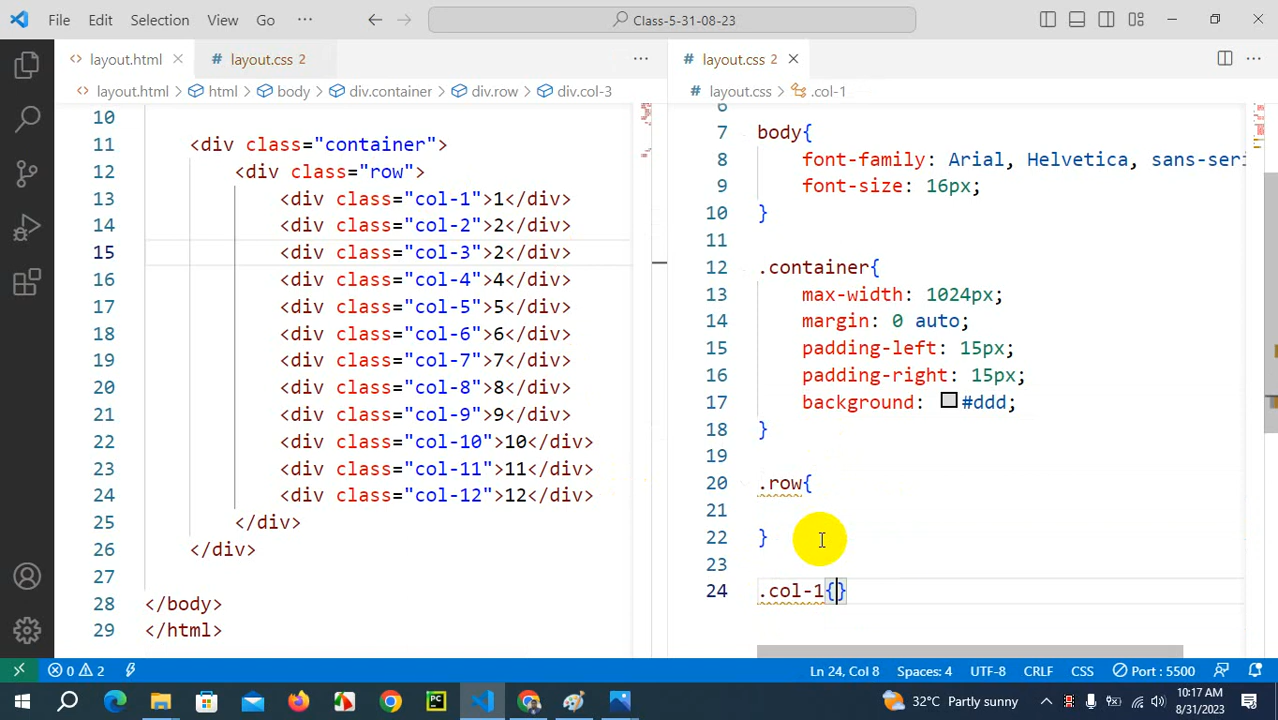 File Edit Selection View Go ··· Class-5-31-08-23
layout.html layout.css 2 ···
layout.html > html > body > div.container > div.row > div.col-3
10
11 <div class="container">
12 <div class="row">
13 <div class="col-1">1</div>
14 <div class="col-2">2</div>
15 <div class="col-3">2</div>
16 <div class="col-4">4</div>
17 <div class="col-5">5</div>
18 <div class="col-6">6</div>
19 <div class="col-7">7</div>
20 <div class="col-8">8</div>
21 <div class="col-9">9</div>
22 <div class="col-10">10</div>
23 <div class="col-11">11</div>
24 <div class="col-12">12</div>
25 </div>
26 </div>
27
28 </body>
29 </html>
# layout.css 2 ···
# layout.css > .col-1
6
7 body{
8 font-family: Arial, Helvetica, sans-seri
9 font-size: 16px;
10 }
11
12 .container{
13 max-width: 1024px;
14 margin: 0 auto;
15 padding-left: 15px;
16 padding-right: 15px;
17 background: #ddd;
18 }
19
20 .row{
21
22 }
23
24 .col-1{}
0 2 Ln 24, Col 8 Spaces: 4 UTF-8 CRLF CSS Port : 5500
PC 32°C Partly sunny 10:17 AM
8/31/2023